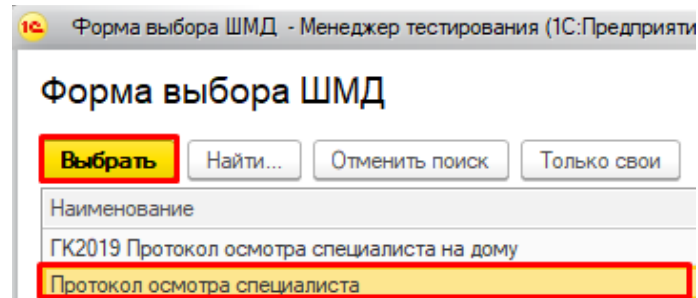 1С Форма выбора ШМД - Менеджер тестирования (1С:Предприяти
Форма выбора ШМД
Выбрать Найти... Отменить поиск Только свои
Наименование
ГК2019 Протокол осмотра специалиста на дому
Протокол осмотра специалиста